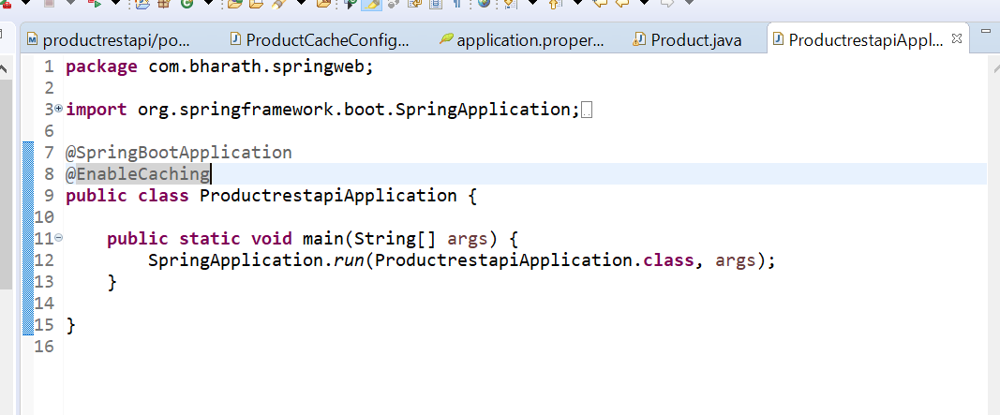 productrestapi/po...
ProductCacheConfig...
application.proper...
Product.java
ProductrestapiAppl...
1 package com.bharath.springweb;
2
3 import org.springframework.boot.SpringApplication;
6
7 @SpringBootApplication
8 @EnableCaching
9 public class ProductrestapiApplication {
10
11 public static void main(String[] args) {
12 SpringApplication.run(ProductrestapiApplication.class, args);
13 }
14
15 }
16